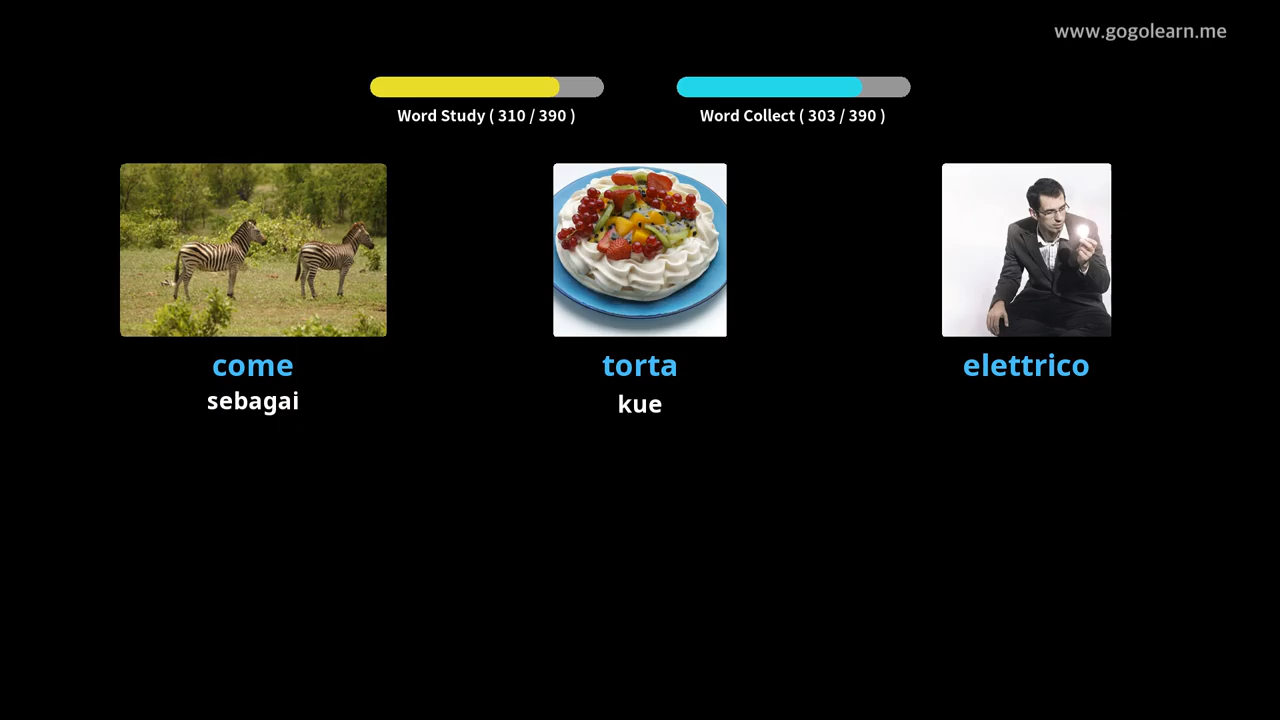 www.gogolearn.me
Word Study ( 310 / 390 )
Word Collect ( 303 / 390 )
come
torta
elettrico
sebagai
kue